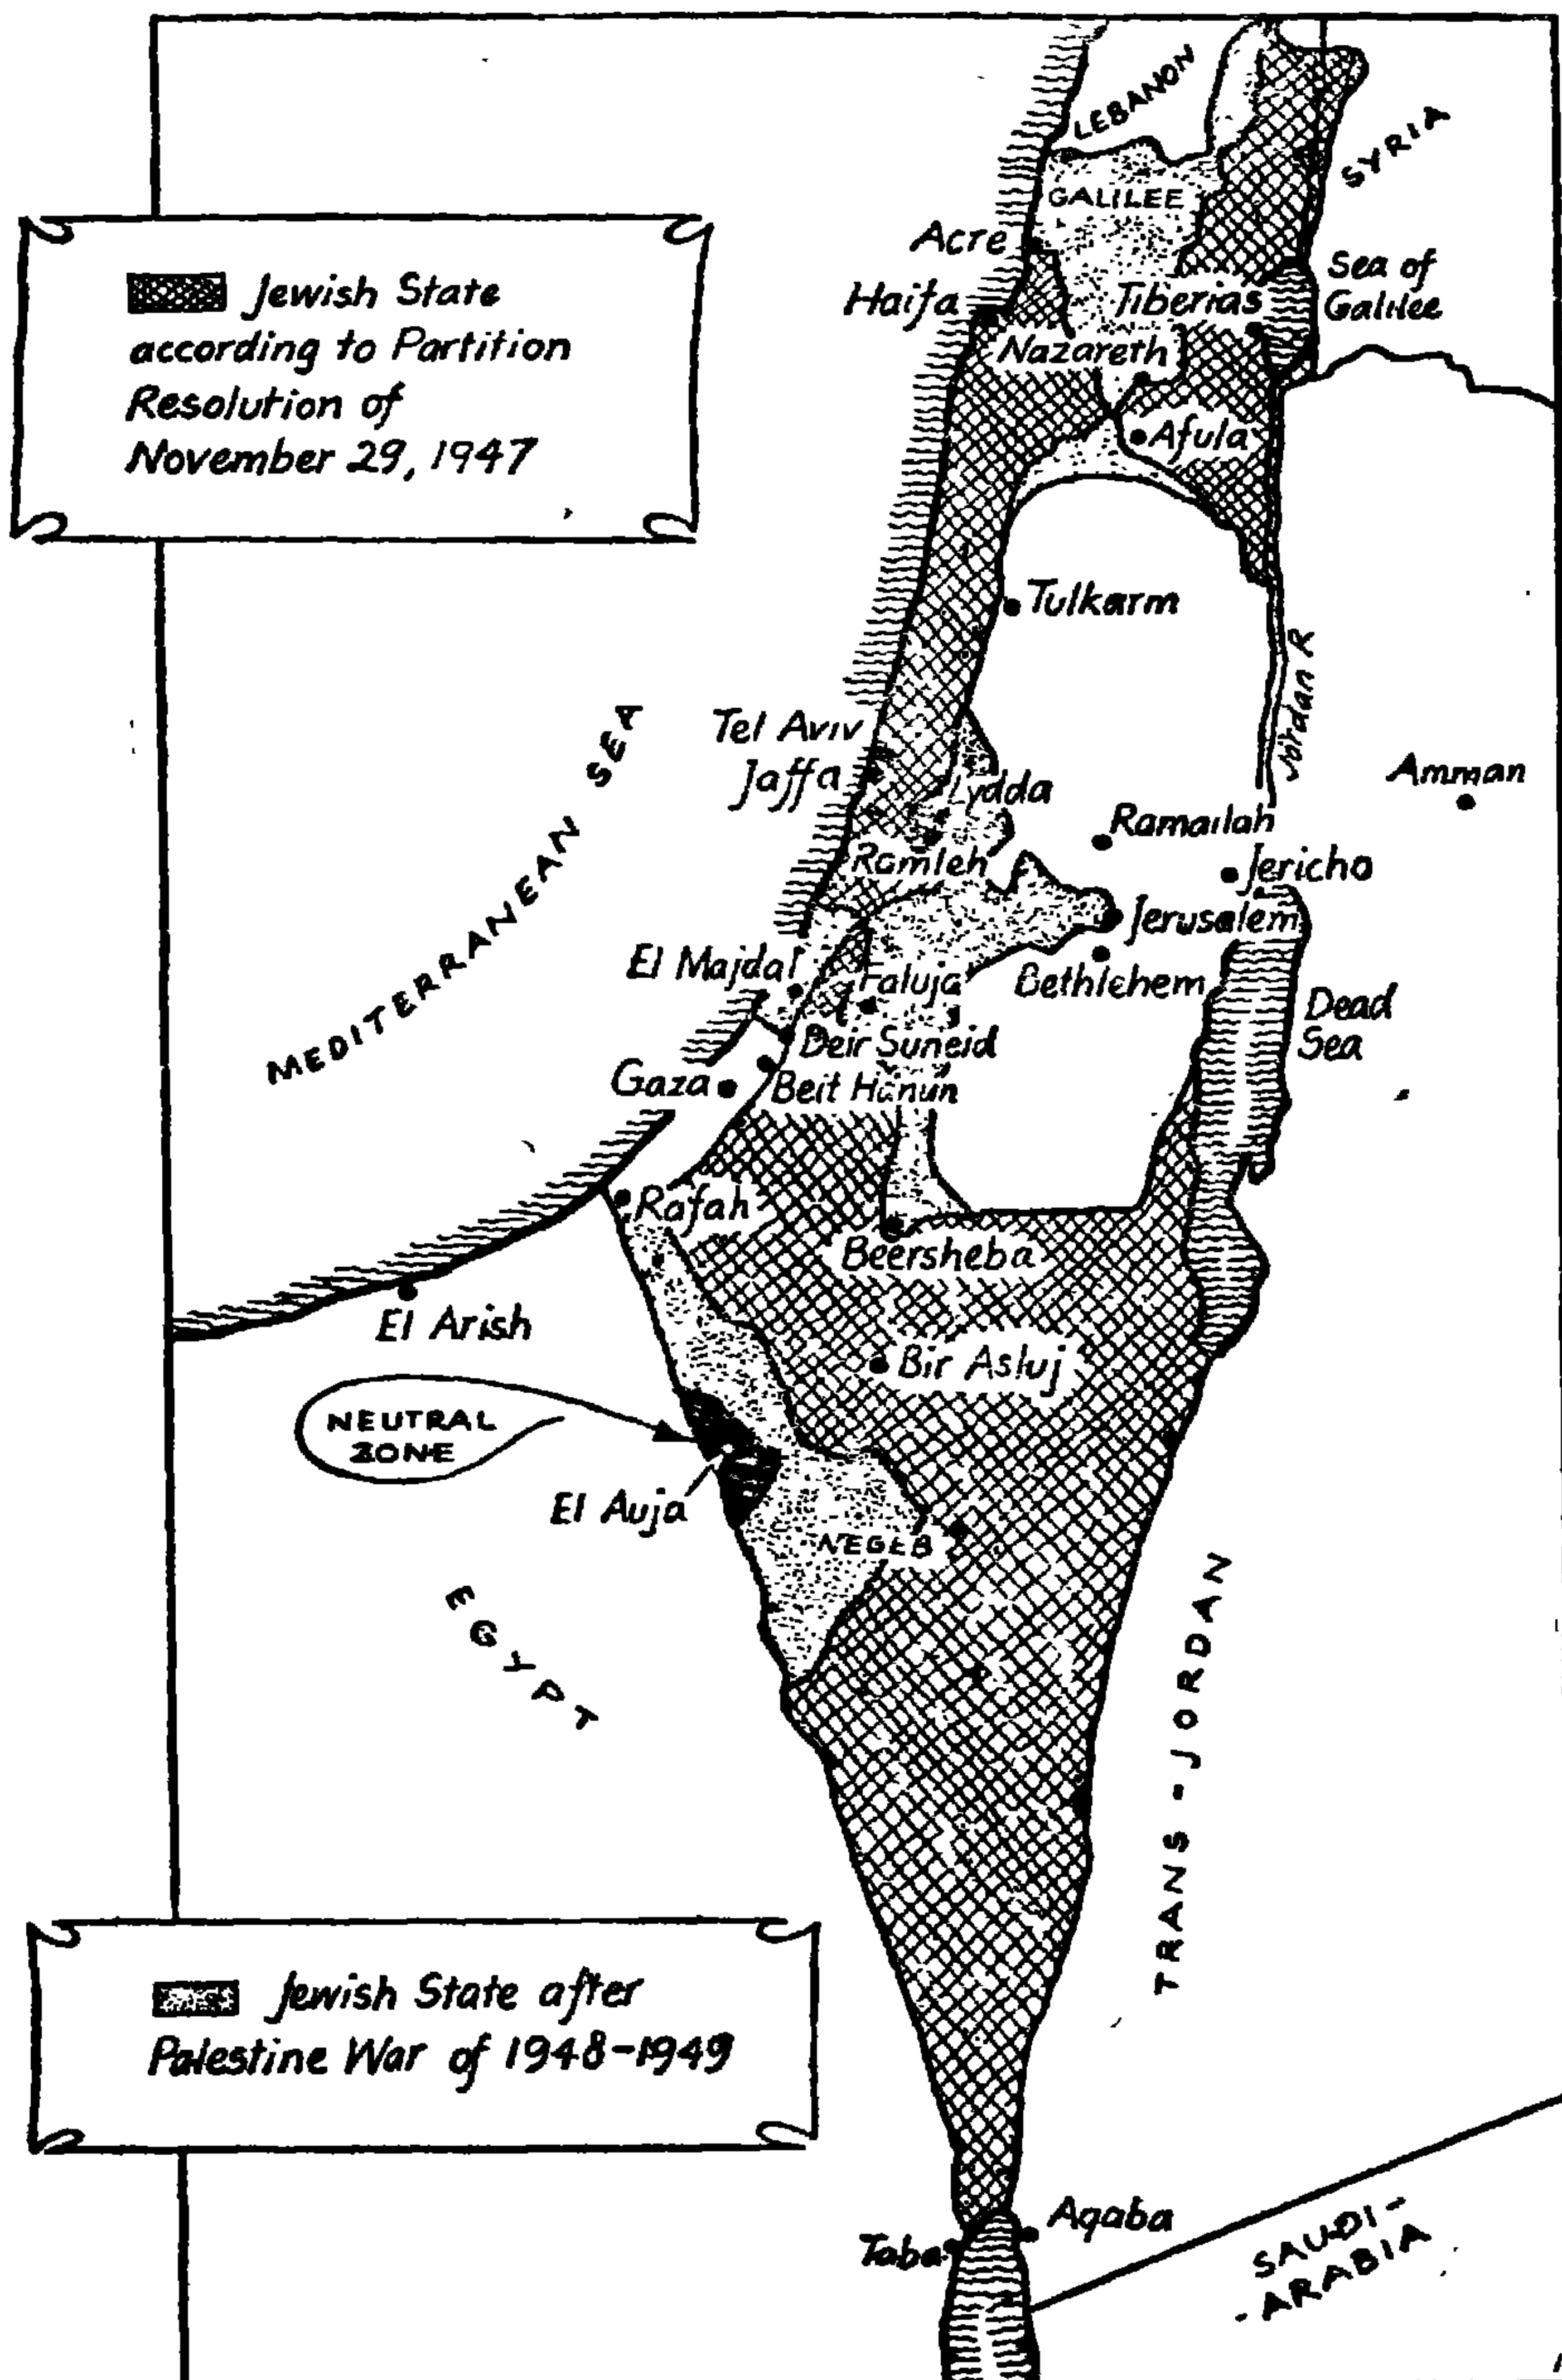 LEBANON
SYRIA
GALILEE
Acre
Sea of
Galilee
Haifa
Tiberias
Nazareth
Jewish State
according to Partition
Resolution of
November 29, 1947
Afula
Tulkarm
Jordan R
Tel Aviv
Jaffa
MEDITERRANEAN SEA
Lydda
Amman
Ramallah
Ramleh
Jericho
Jerusalem
El Majdal
Faluja
Bethlehem
Dead
Sea
Deir Suneid
Gaza
Beit Hanun
Rafah
Beersheba
El Arish
Bir Asluj
NEUTRAL
ZONE
El Auja
NEGEB
EGYPT
TRANS-JORDAN
Jewish State after
Palestine War of 1948-1949
Aqaba
Taba
SAUDI-
ARABIA